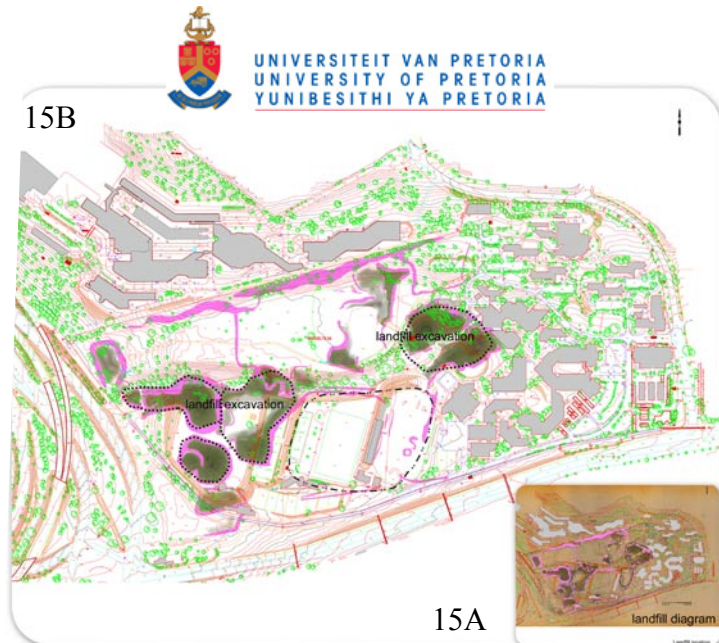 UNIVERSITEIT VAN PRETORIA
UNIVERSITY OF PRETORIA
YUNIBESITHI YA PRETORIA
15B
landfill excavation
landfill excavation
15A
landfill diagram